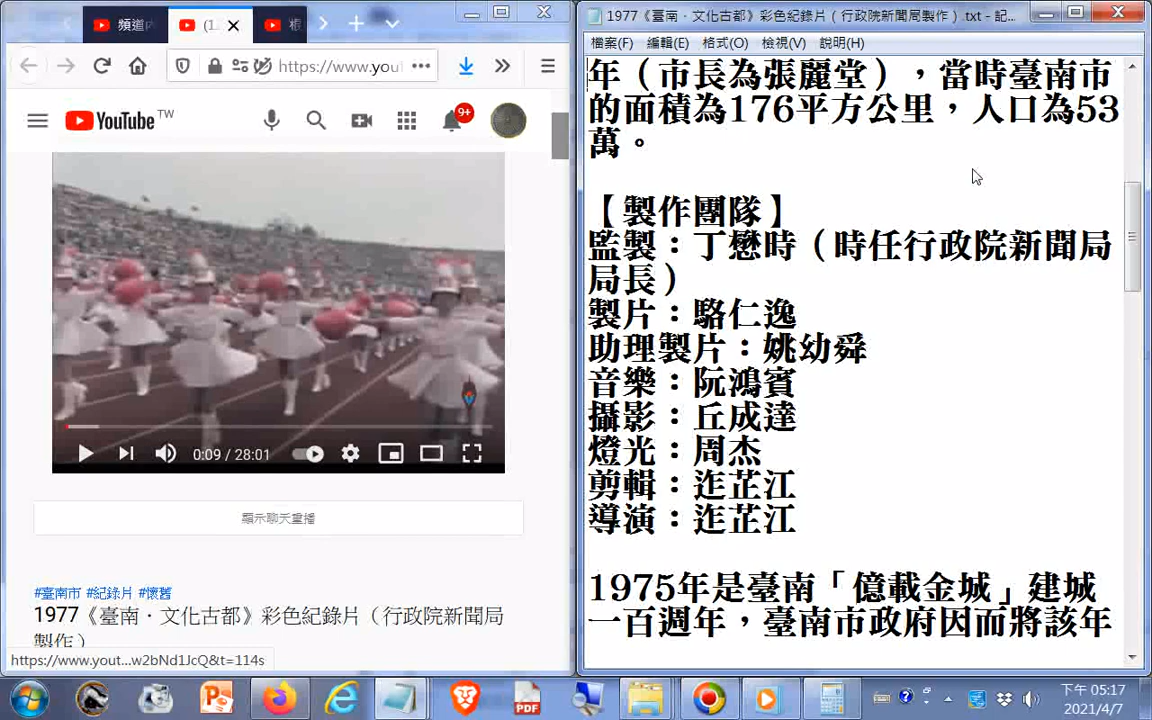 頻道內
(1.
相
https://www.you
YouTube TW
9+
0:09 / 28:01
顯示聊天重播
#臺南市 #紀錄片 #懷舊
1977《臺南．文化古都》彩色紀錄片（行政院新聞局
製作）
https://www.yout...w2bNd1JcQ&t=114s
1977《臺南．文化古都》彩色紀錄片（行政院新聞局製作）.txt - 記...
檔案(F) 編輯(E) 格式(O) 檢視(V) 說明(H)
年（市長為張麗堂），當時臺南市
的面積為176平方公里，人口為53
萬。
【製作團隊】
監製：丁懋時（時任行政院新聞局
局長）
製片：駱仁逸
助理製片：姚幼舜
音樂：阮鴻賓
攝影：丘成達
燈光：周杰
剪輯：迮芷江
導演：迮芷江
1975年是臺南「億載金城」建城
一百週年，臺南市政府因而將該年
PDF
下午 05:17
2021/4/7